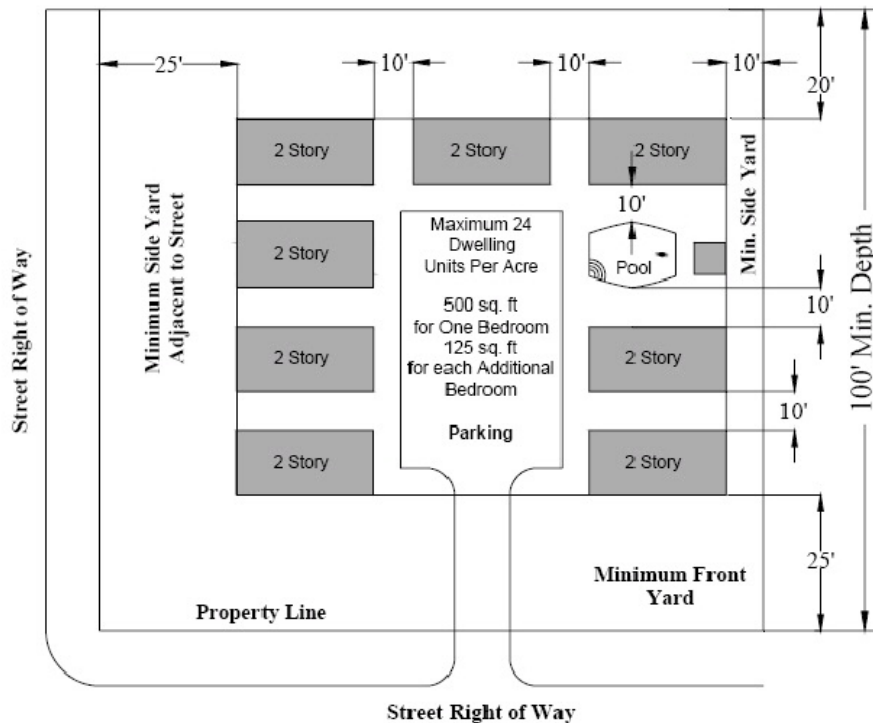 25'
10'
10'
10'
20'
2 Story
2 Story
2 Story
Maximum 24
Dwelling
Units Per Acre
500 sq. ft
for One Bedroom
125 sq. ft
for each Additional
Bedroom
Parking
10'
Pool
2 Story
2 Story
2 Story
2 Story
2 Story
Min. Side Yard
10'
10'
25'
100' Min. Depth
Minimum Side Yard
Adjacent to Street
Street Right of Way
Minimum Front
Yard
Property Line
Street Right of Way